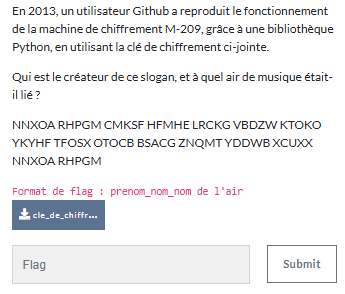 En 2013, un utilisateur Github a reproduit le fonctionnement
de la machine de chiffrement M-209, grâce à une bibliothèque
Python, en utilisant la clé de chiffrement ci-jointe.
Qui est le créateur de ce slogan, et à quel air de musique était-
il lié ?
NNXOA RHPGM CMKSF HFMHE LRCKG VBDZW KTOKO
YKYHF TFOSX OTOCB BSACG ZNQMT YDDWB XCUXX
NNXOA RHPGM
Format de flag : prenom_nom_nom de l'air
cle_de_chiffr...
Flag
Submit